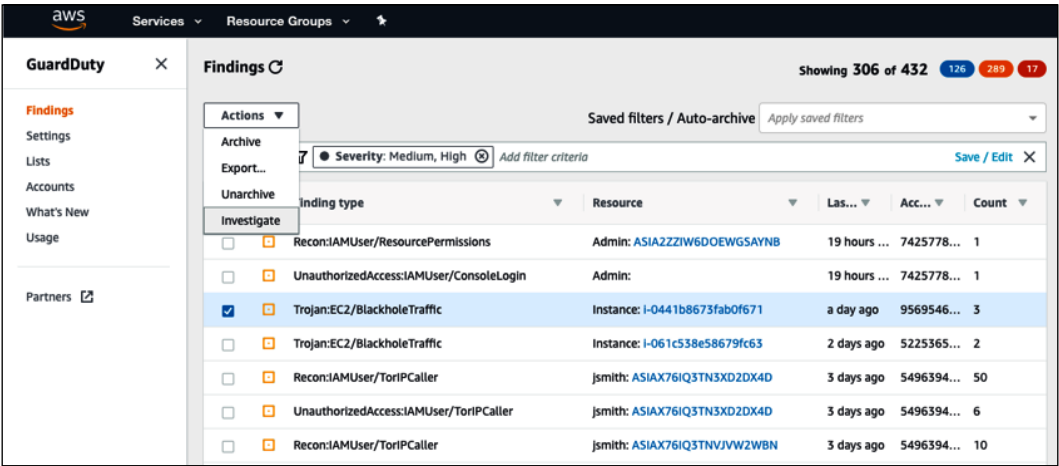 aws Services Resource Groups
GuardDuty ×
Findings
Settings
Lists
Accounts
What's New
Usage
Partners
Findings
Showing 306 of 432 126 289 17
Actions
Saved filters / Auto-archive Apply saved filters
Archive
Export...
Unarchive
Investigate
Severity: Medium, High Add filter criteria
Save / Edit ×
Finding type Resource Las... Acc... Count
Recon:IAMUser/ResourcePermissions Admin: ASIA2ZZIW6DOEWGSAYNB 19 hours ... 7425778... 1
UnauthorizedAccess:IAMUser/ConsoleLogin Admin: 19 hours ... 7425778... 1
Trojan:EC2/BlackholeTraffic Instance: i-0441b8673fab0f671 a day ago 9569546... 3
Trojan:EC2/BlackholeTraffic Instance: i-061c538e58679fc63 2 days ago 5225365... 2
Recon:IAMUser/TorIPCaller jsmith: ASIAX76IQ3TN3XD2DX4D 3 days ago 5496394... 50
UnauthorizedAccess:IAMUser/TorIPCaller jsmith: ASIAX76IQ3TN3XD2DX4D 3 days ago 5496394... 6
Recon:IAMUser/TorIPCaller jsmith: ASIAX76IQ3TNVJVW2WBN 3 days ago 5496394... 10